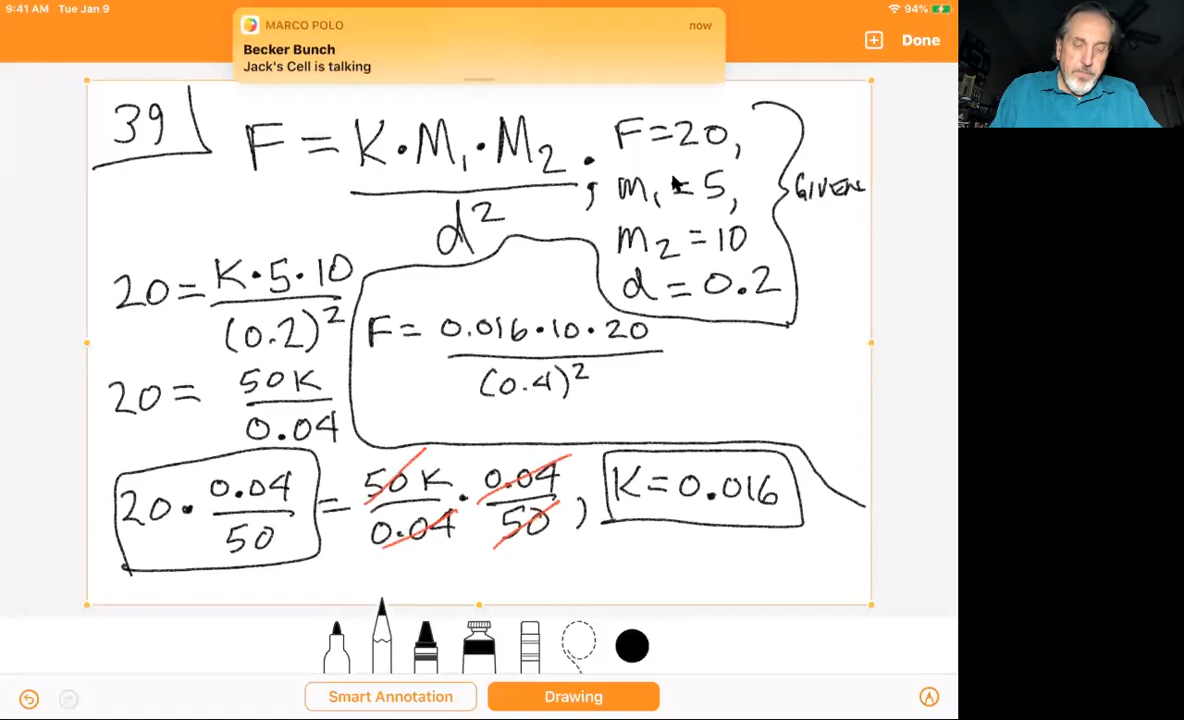 9:41 AM Tue Jan 9
94%
MARCO POLO
now
Becker Bunch
Jack's Cell is talking
Done
39
F = K·M₁·M₂ / d² ;
F = 20,
m₁ = 5,
m₂ = 10
d = 0.2
GIVEN
20 = K·5·10 / (0.2)²
20 = 50K / 0.04
F = 0.016·10·20 / (0.4)²
20 · 0.04 / 50 = 50K / 0.04 · 0.04 / 50 , K = 0.016
Smart Annotation
Drawing